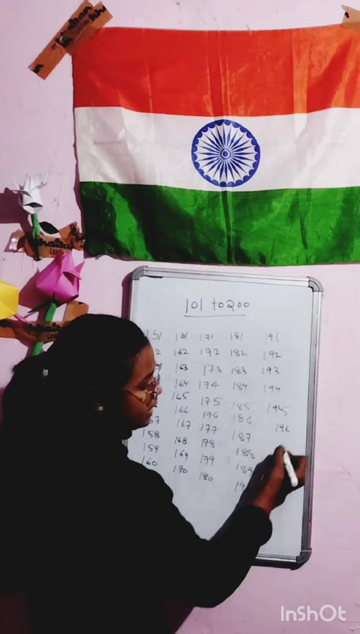 101 to 200
151 161 171 181 191
162 172 182 192
163 173 183 193
164 174 184 194
165 175 185 195
166 176 186 196
167 177 187
158 168 178 188
159 169 179 189
160 170 180
InShOt